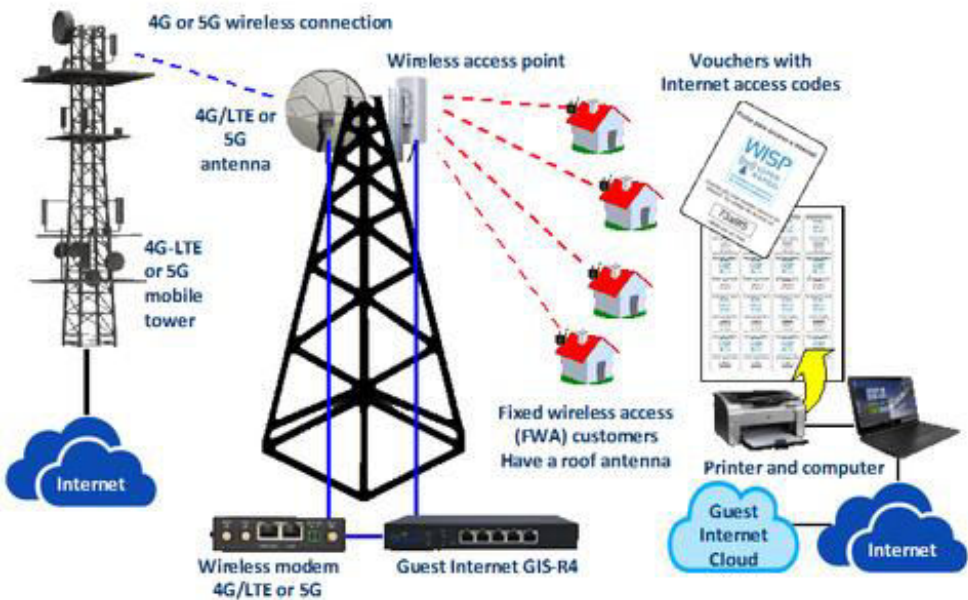 4G or 5G wireless connection
Wireless access point
Vouchers with
Internet access codes
4G/LTE or
5G
antenna
WISP
4G-LTE
or 5G
mobile
tower
Fixed wireless access
(FWA) customers
Have a roof antenna
Printer and computer
Internet
Guest
Internet
Cloud
Internet
Wireless modem
4G/LTE or 5G
Guest Internet GIS-R4